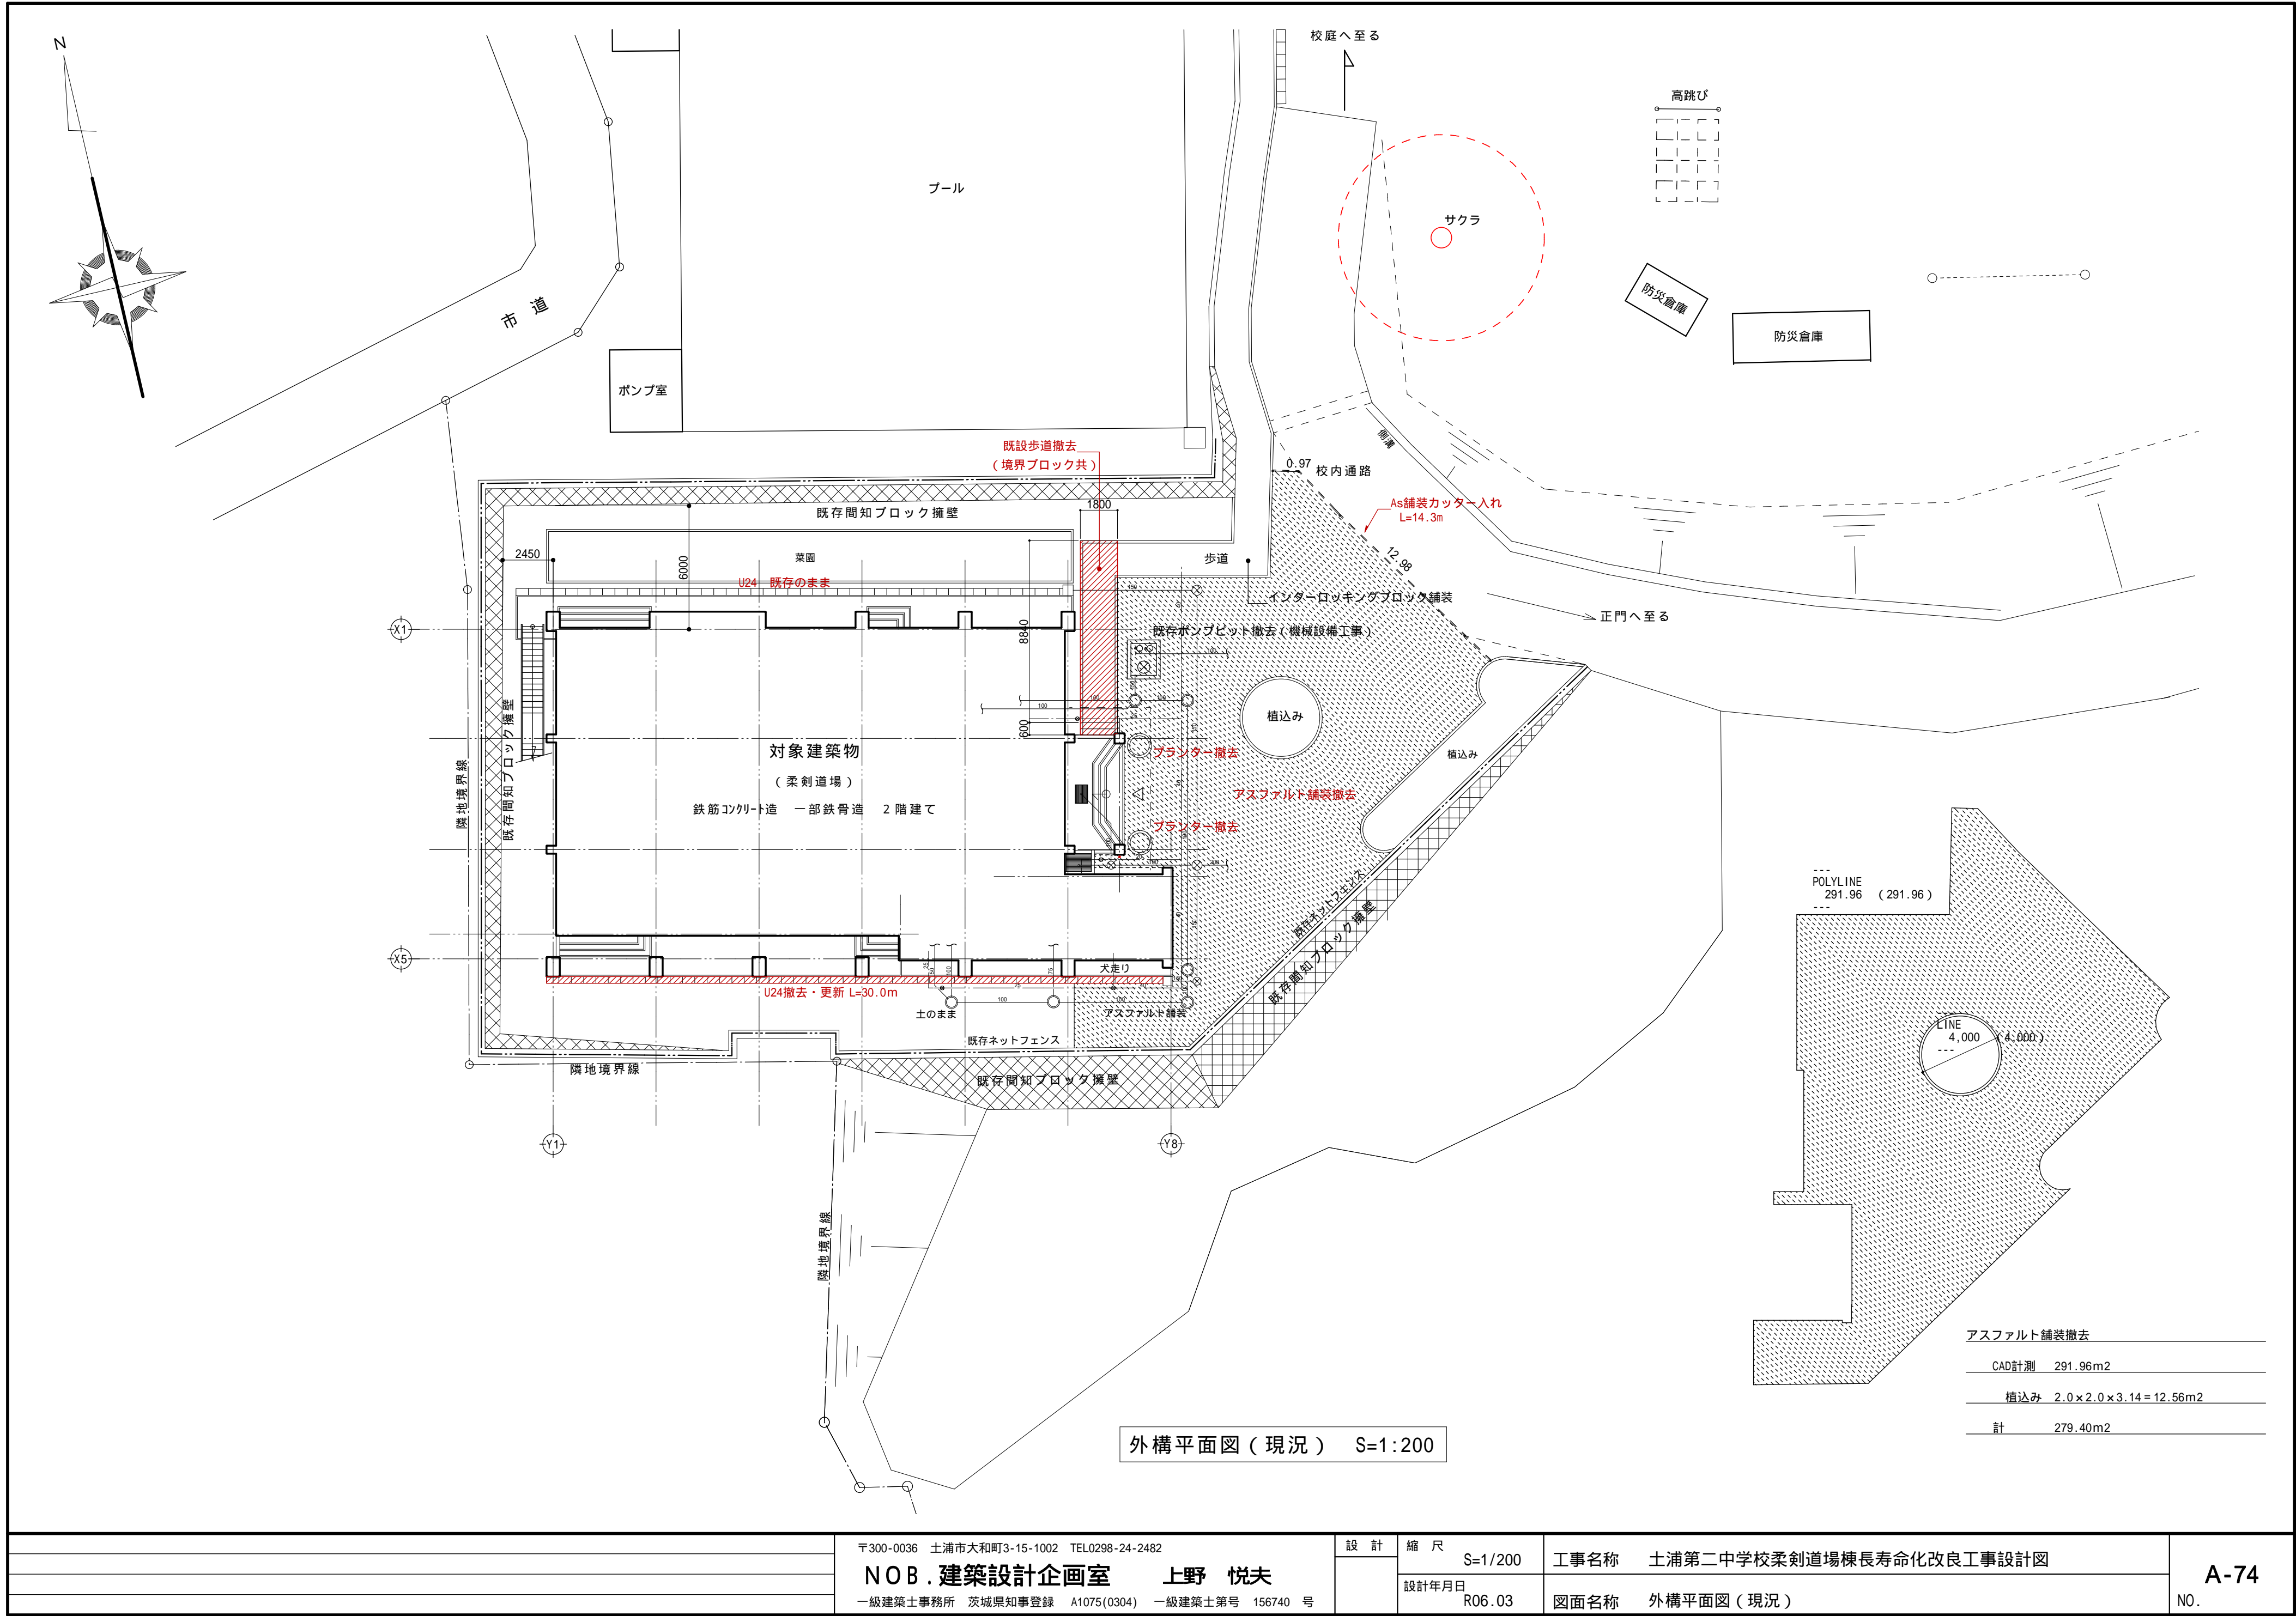 N
校庭へ至る
高跳び
プール
サクラ
防災倉庫
防災倉庫
市道
ポンプ室
側溝
既設歩道撤去
（境界ブロック共）
0.97
校内通路
As舗装カッター入れ
L=14.3m
12.98
既存間知ブロック擁壁
1800
2450
6000
菜園
歩道
U24 既存のまま
インターロッキングブロック舗装
正門へ至る
X1
8840
既存ポンプピット撤去（機械設備工事）
600
植込み
対象建築物
（柔剣道場）
鉄筋コンクリート造 一部鉄骨造 2階建て
プランター撤去
アスファルト舗装撤去
プランター撤去
植込み
隣地境界線
既存間知ブロック擁壁
既存ネットフェンス
既存間知ブロック擁壁
X5
犬走り
U24撤去・更新 L=30.0m
土のまま
アスファルト舗装
既存ネットフェンス
隣地境界線
既存間知ブロック擁壁
Y1
Y8
隣地境界線
---
POLYLINE
291.96 (291.96)
---
LINE
4,000 (4,000)
---
アスファルト舗装撤去
CAD計測 291.96m2
植込み 2.0×2.0×3.14=12.56m2
計 279.40m2
外構平面図（現況） S=1:200
〒300-0036 土浦市大和町3-15-1002 TEL0298-24-2482
NOB.建築設計企画室 上野 悦夫
一級建築士事務所 茨城県知事登録 A1075(0304) 一級建築士第号 156740 号
設計
縮尺
S=1/200
設計年月日
R06.03
工事名称 土浦第二中学校柔剣道場棟長寿命化改良工事設計図
図面名称 外構平面図（現況）
A-74
NO.